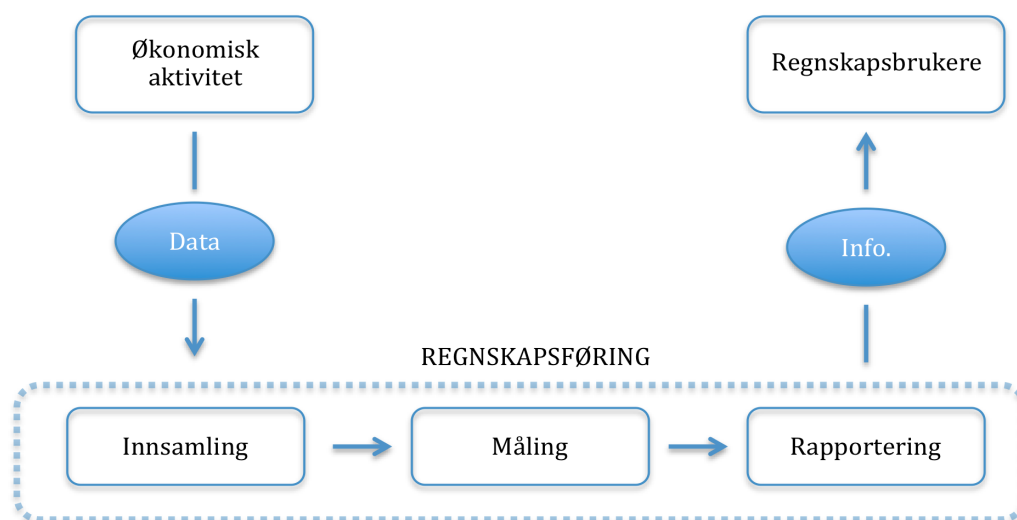 Økonomisk
aktivitet
Regnskapsbrukere
Data
Info.
REGNSKAPSFØRING
Innsamling
Måling
Rapportering